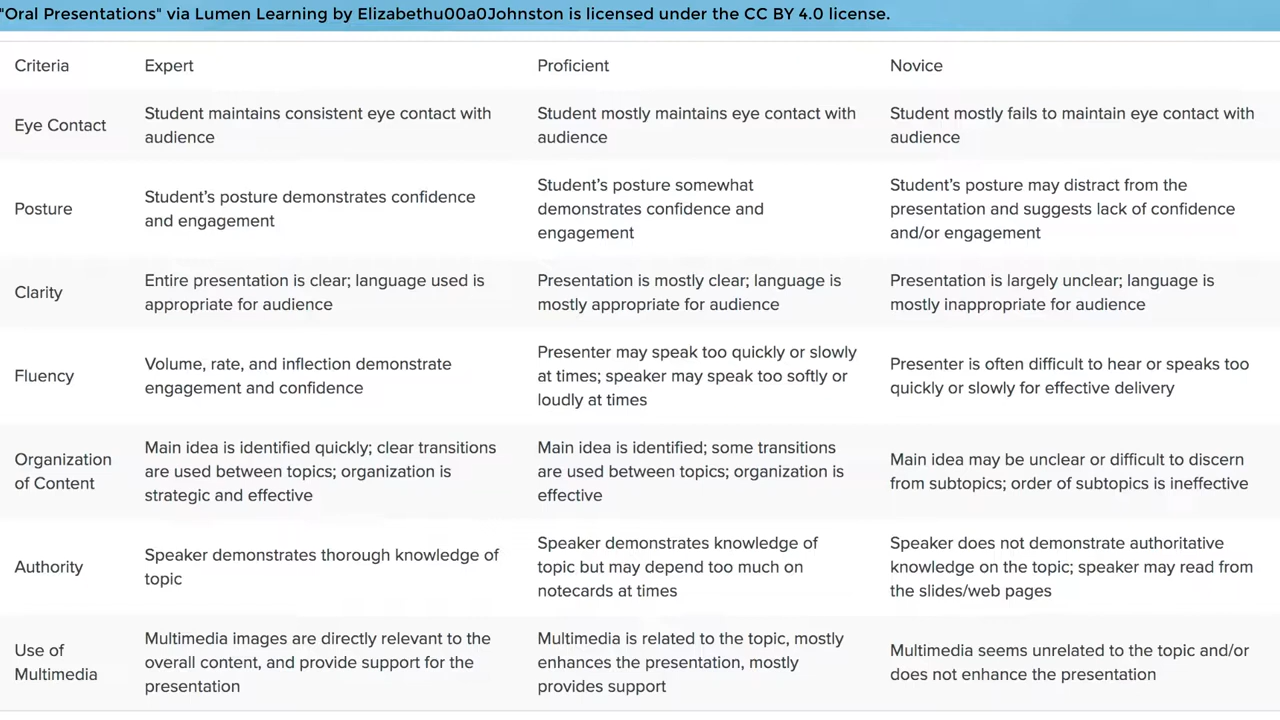 "Oral Presentations" via Lumen Learning by Elizabethu00a0Johnston is licensed under the CC BY 4.0 license.
Criteria Expert Proficient Novice
Eye Contact
Student maintains consistent eye contact with
audience
Student mostly maintains eye contact with
audience
Student mostly fails to maintain eye contact with
audience
Posture
Student’s posture demonstrates confidence
and engagement
Student’s posture somewhat
demonstrates confidence and
engagement
Student’s posture may distract from the
presentation and suggests lack of confidence
and/or engagement
Clarity
Entire presentation is clear; language used is
appropriate for audience
Presentation is mostly clear; language is
mostly appropriate for audience
Presentation is largely unclear; language is
mostly inappropriate for audience
Fluency
Volume, rate, and inflection demonstrate
engagement and confidence
Presenter may speak too quickly or slowly
at times; speaker may speak too softly or
loudly at times
Presenter is often difficult to hear or speaks too
quickly or slowly for effective delivery
Organization
of Content
Main idea is identified quickly; clear transitions
are used between topics; organization is
strategic and effective
Main idea is identified; some transitions
are used between topics; organization is
effective
Main idea may be unclear or difficult to discern
from subtopics; order of subtopics is ineffective
Authority
Speaker demonstrates thorough knowledge of
topic
Speaker demonstrates knowledge of
topic but may depend too much on
notecards at times
Speaker does not demonstrate authoritative
knowledge on the topic; speaker may read from
the slides/web pages
Use of
Multimedia
Multimedia images are directly relevant to the
overall content, and provide support for the
presentation
Multimedia is related to the topic, mostly
enhances the presentation, mostly
provides support
Multimedia seems unrelated to the topic and/or
does not enhance the presentation